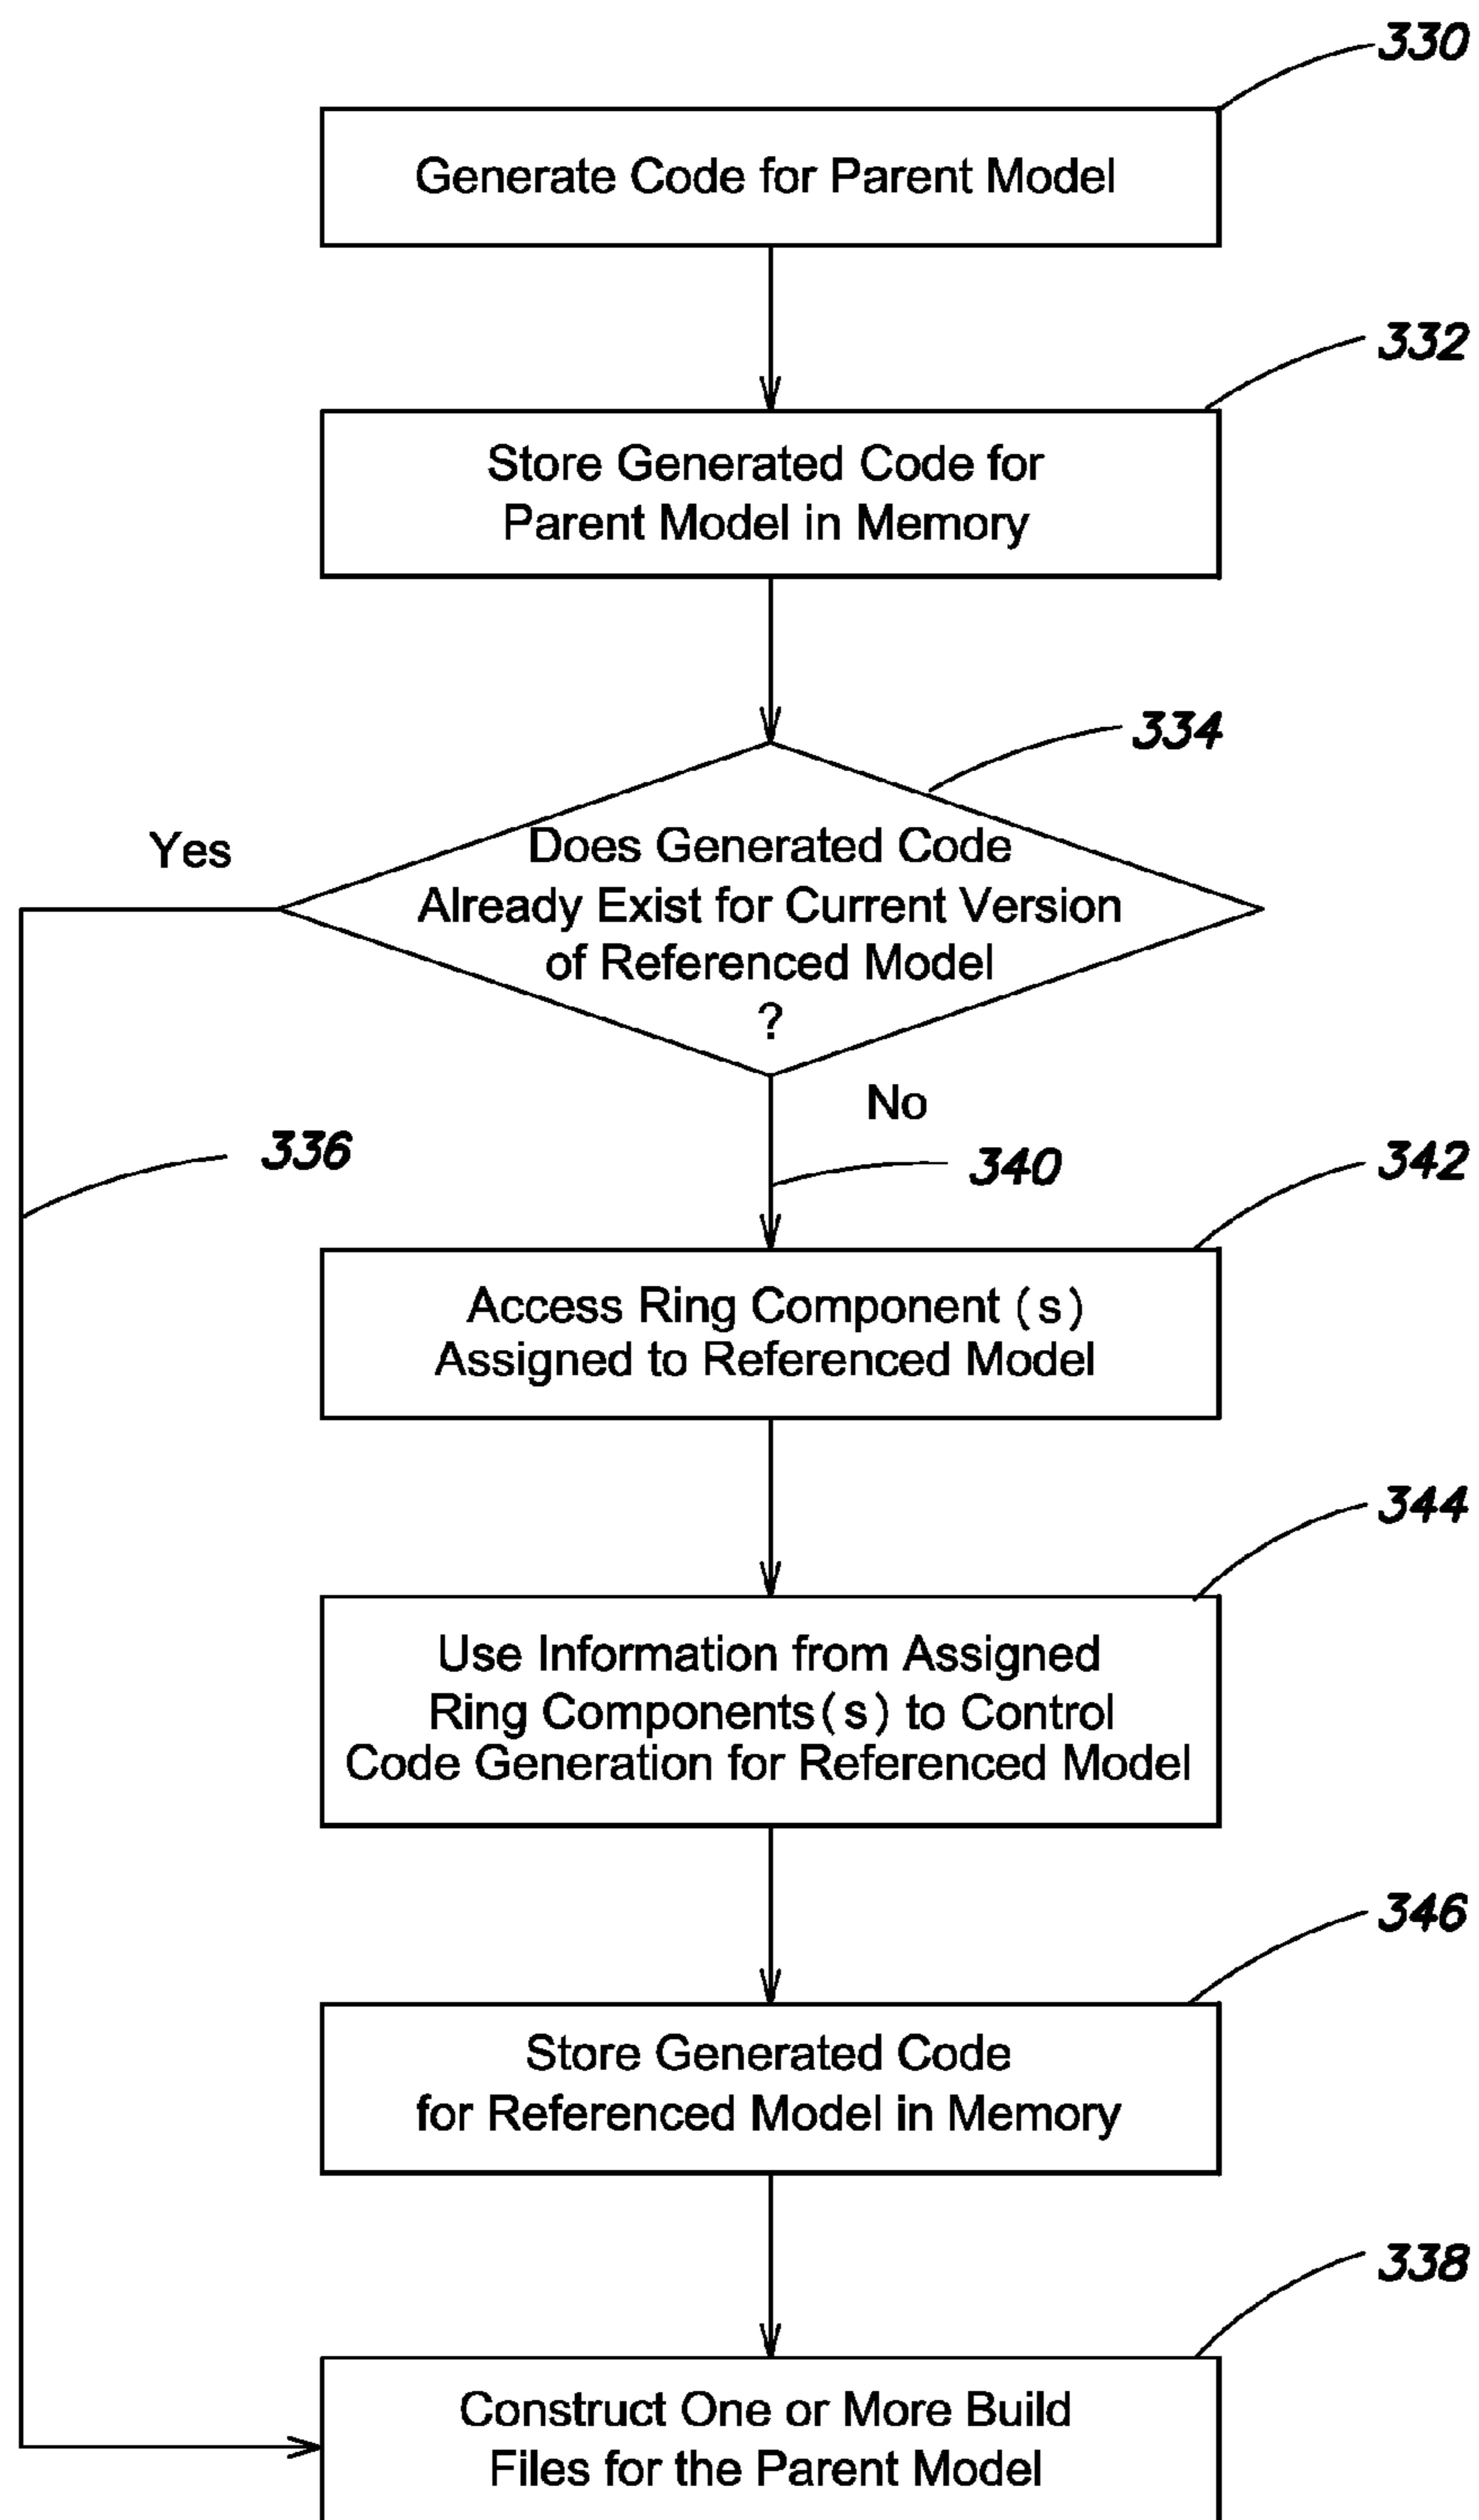 330
Generate Code for Parent Model
332
Store Generated Code for
Parent Model in Memory
334
Yes
Does Generated Code
Already Exist for Current Version
of Referenced Model
?
No
336
340
342
Access Ring Component (s)
Assigned to Referenced Model
344
Use Information from Assigned
Ring Components(s) to Control
Code Generation for Referenced Model
346
Store Generated Code
for Referenced Model in Memory
338
Construct One or More Build
Files for the Parent Model